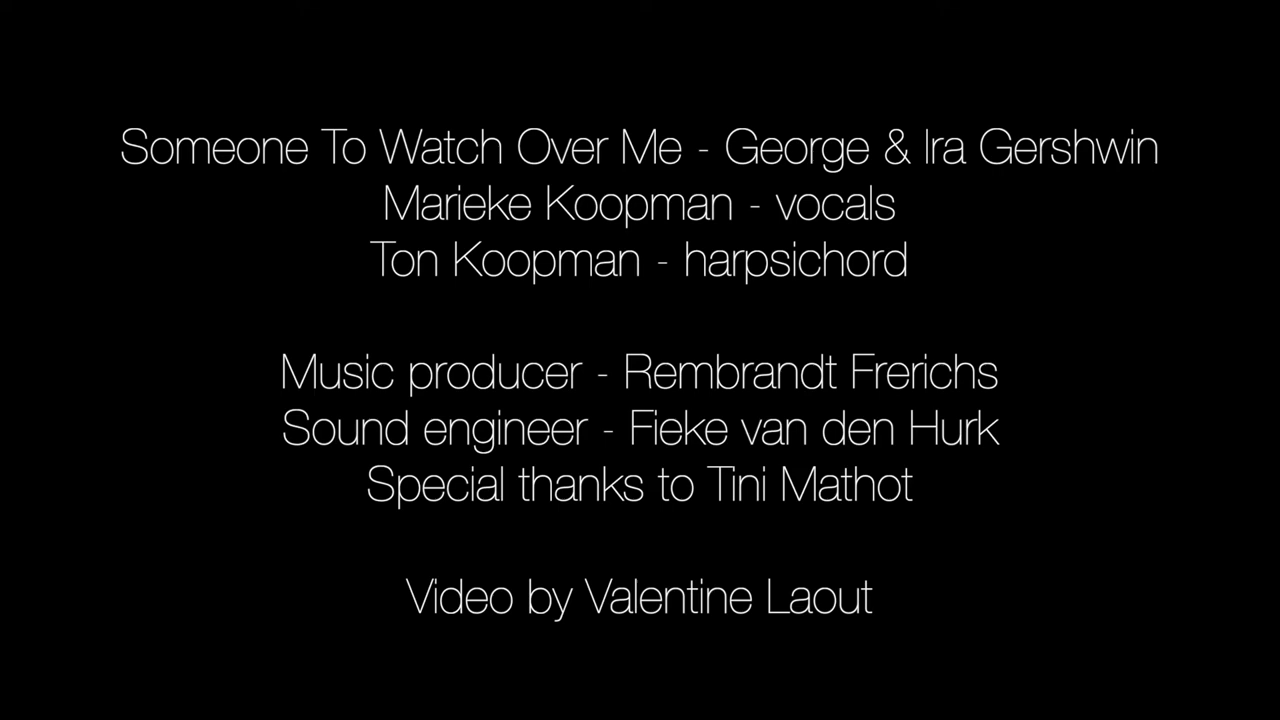 Someone To Watch Over Me - George & Ira Gershwin
Marieke Koopman - vocals
Ton Koopman - harpsichord
Music producer - Rembrandt Frerichs
Sound engineer - Fieke van den Hurk
Special thanks to Tini Mathot
Video by Valentine Laout